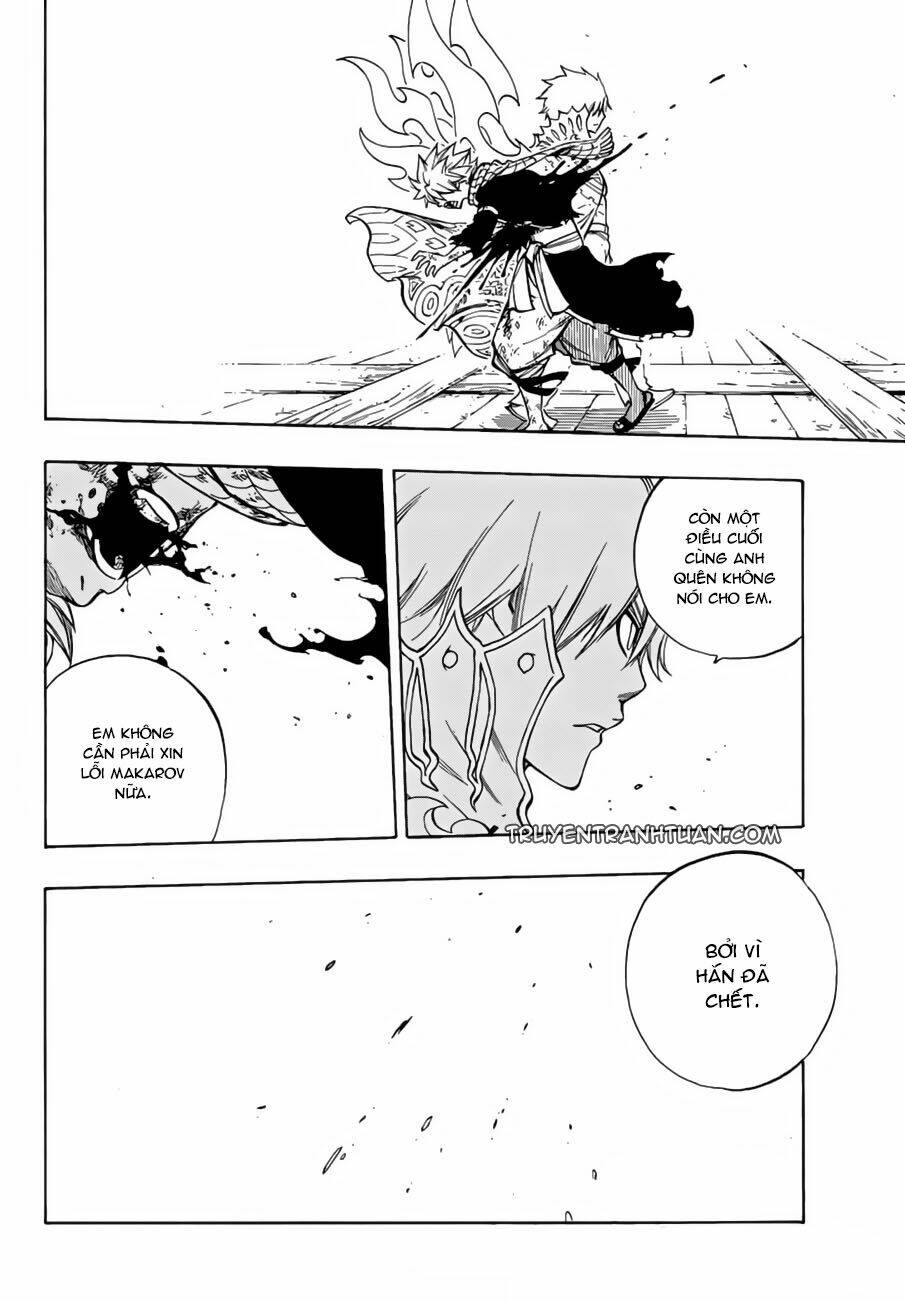 CÒN MỘT
ĐIỀU CUỐI
CÙNG ANH
QUÊN KHÔNG
NÓI CHO EM.
EM KHÔNG
CẦN PHẢI XIN
LỖI MAKAROV
NỮA.
TRUYENTRANHTUAN.COM
BỞI VÌ
HẮN ĐÃ
CHẾT.